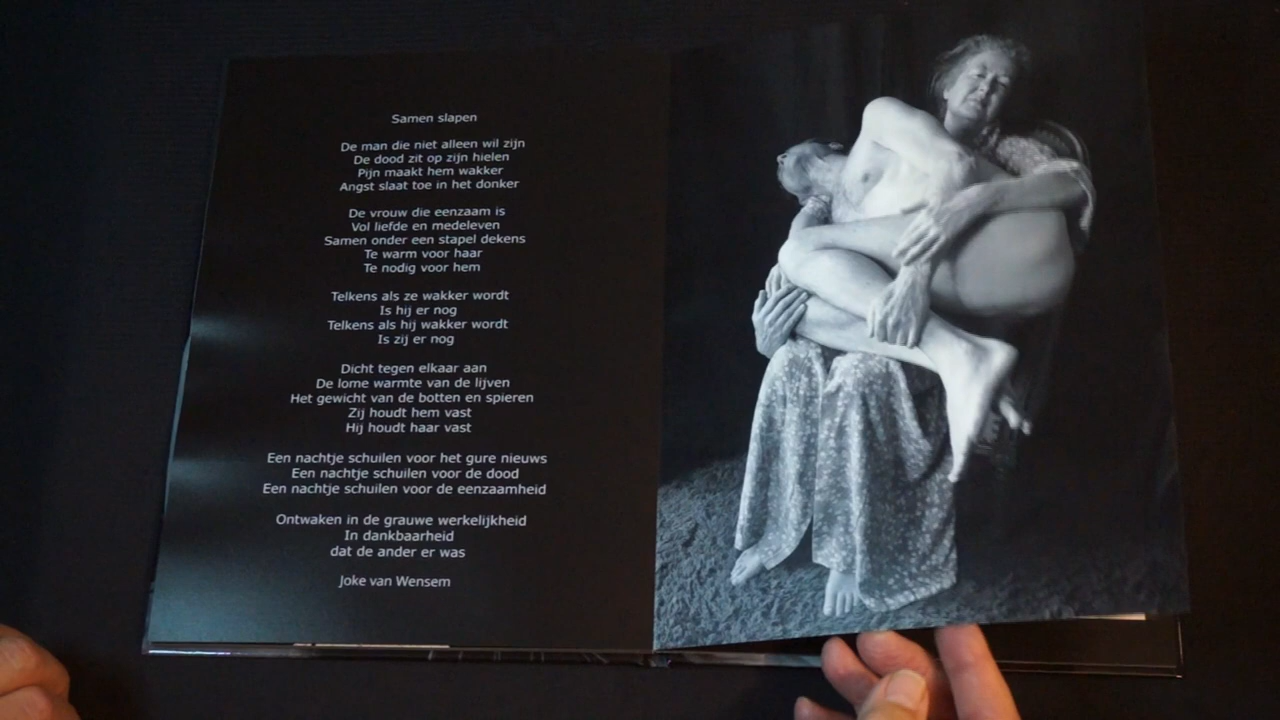 Samen slapen
De man die niet alleen wil zijn
De dood zit op zijn hielen
Pijn maakt hem wakker
Angst slaat toe in het donker
De vrouw die eenzaam is
Vol liefde en medeleven
Samen onder een stapel dekens
Te warm voor haar
Te nodig voor hem
Telkens als ze wakker wordt
Is hij er nog
Telkens als hij wakker wordt
Is zij er nog
Dicht tegen elkaar aan
De lome warmte van de lijven
Het gewicht van de botten en spieren
Zij houdt hem vast
Hij houdt haar vast
Een nachtje schuilen voor het gure nieuws
Een nachtje schuilen voor de dood
Een nachtje schuilen voor de eenzaamheid
Ontwaken in de grauwe werkelijkheid
In dankbaarheid
dat de ander er was
Joke van Wensem